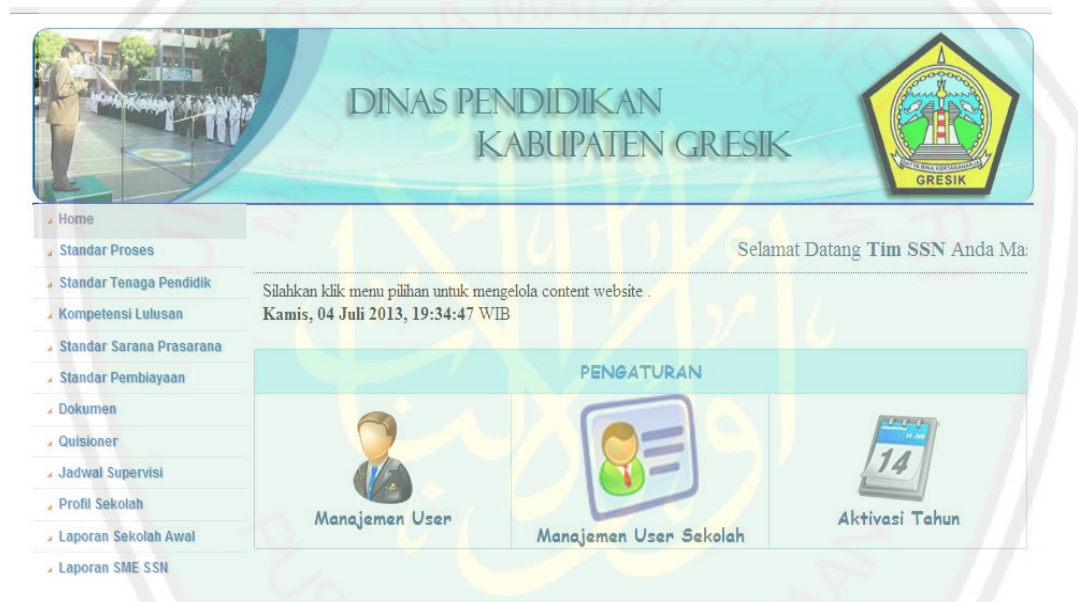 DINAS PENDIDIKAN
KABUPATEN GRESIK
GRESIK
Home
Standar Proses
Standar Tenaga Pendidik
Kompetensi Lulusan
Standar Sarana Prasarana
Standar Pembiayaan
Dokumen
Quisioner
Jadwal Supervisi
Profil Sekolah
Laporan Sekolah Awal
Laporan SME SSN
Selamat Datang Tim SSN Anda Ma
Silahkan klik menu pilihan untuk mengelola content website .
Kamis, 04 Juli 2013, 19:34:47 WIB
PENGATURAN
14
Manajemen User
Manajemen User Sekolah
Aktivasi Tahun